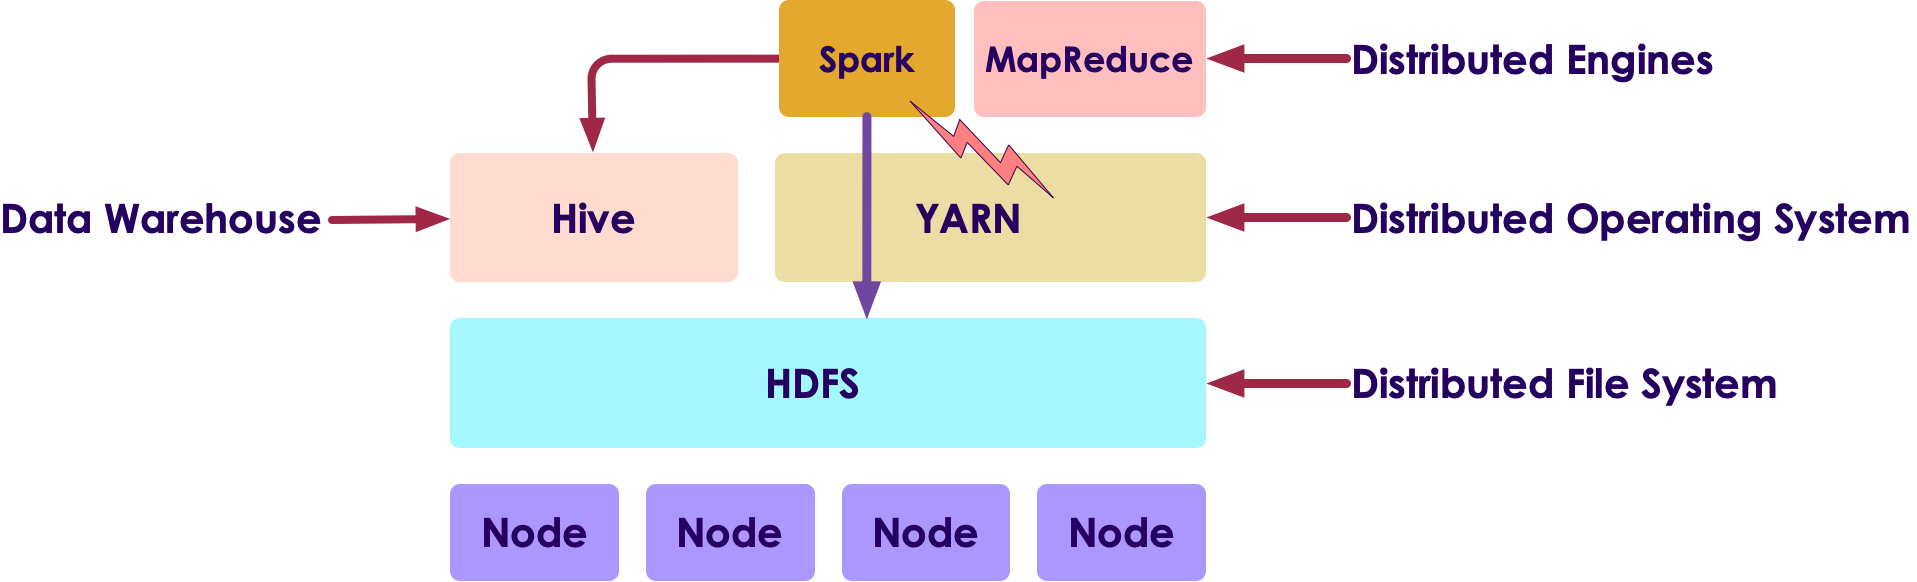 Spark
MapReduce
Distributed Engines
Data Warehouse
Hive
YARN
Distributed Operating System
HDFS
Distributed File System
Node
Node
Node
Node